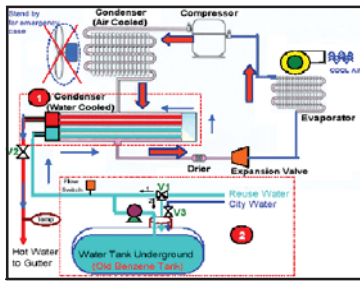 Stand by
for emergency
case
Condenser
(Air Cooled)
Compressor
COOL AIR
Evaporator
1
Condenser
(Water Cooled)
V2
Drier
Expansion Valve
Flow
Switch
V1
Reuse Water
City Water
V3
Temp
2
Hot Water
to Gutter
Water Tank Underground
(Old Benzene Tank)